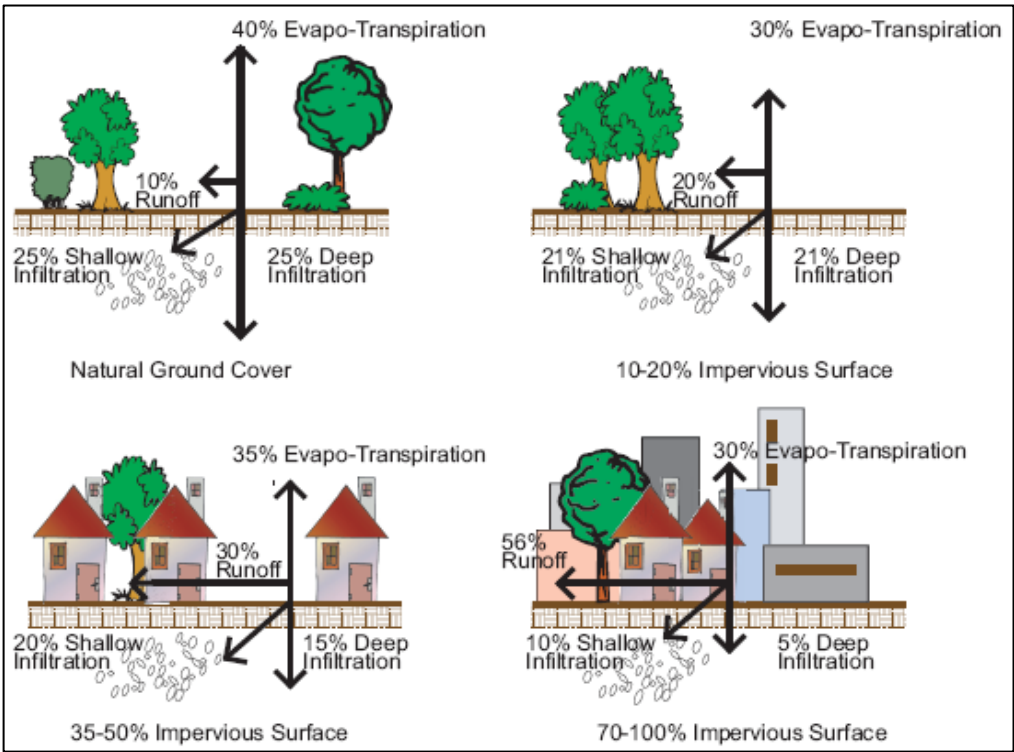 40% Evapo-Transpiration
10%
Runoff
25% Shallow
Infiltration
25% Deep
Infiltration
Natural Ground Cover
30% Evapo-Transpiration
20%
Runoff
21% Shallow
Infiltration
21% Deep
Infiltration
10-20% Impervious Surface
35% Evapo-Transpiration
30%
Runoff
20% Shallow
Infiltration
15% Deep
Infiltration
35-50% Impervious Surface
30% Evapo-Transpiration
56%
Runoff
10% Shallow
Infiltration
5% Deep
Infiltration
70-100% Impervious Surface